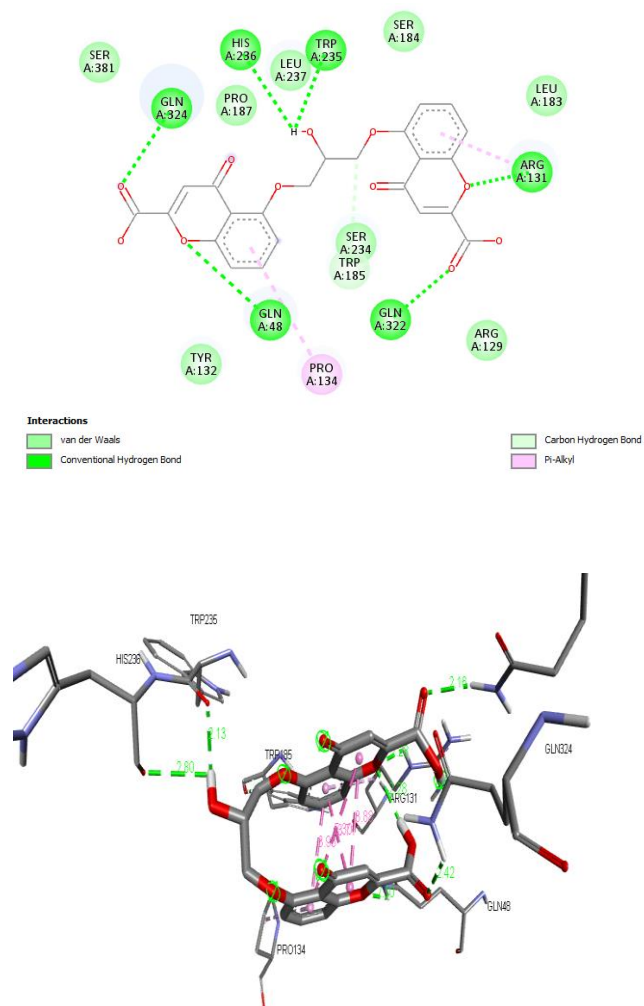 SER
A:381
HIS
A:236
LEU
A:237
TRP
A:235
SER
A:184
GLN
A:324
PRO
A:187
LEU
A:183
H
O
O
O
O
O
O
O
O
O
O
O
ARG
A:131
SER
A:234
TRP
A:185
GLN
A:48
GLN
A:322
ARG
A:129
TYR
A:132
PRO
A:134
Interactions
van der Waals
Conventional Hydrogen Bond
Carbon Hydrogen Bond
Pi-Alkyl
TRP235
HIS236
2.16
2.13
GLN324
2.80
TRP185
ARG131
2.42
GLN48
PRO134